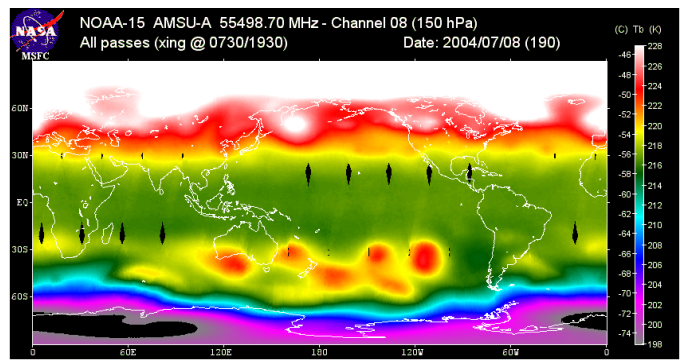 NOAA-15 AMSU-A 55498.70 MHz - Channel 08 (150 hPa)
All passes (xing @ 0730/1930) Date: 2004/07/08 (190)
NASA
MSFC
(C) Tb (K)
228
-46 226
-48 224
-50 222
-52 220
-54 218
-56 216
-58 214
-60 212
-62 210
-64 208
-66 206
-68 204
-70 202
-72 200
-74 198
60N
30N
EQ
30S
60S
0 60E 120E 180 120W 60W 0